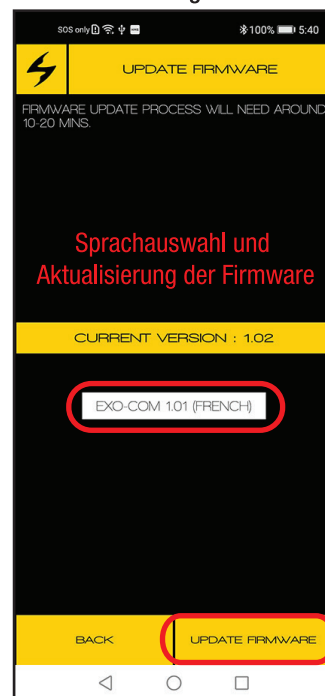 SOS only 100% 5:40
UPDATE FIRMWARE
FIRMWARE UPDATE PROCESS WILL NEED AROUND
10-20 MINS.
Sprachauswahl und
Aktualisierung der Firmware
CURRENT VERSION : 1.02
EXO-COM 1.01 (FRENCH)
BACK UPDATE FIRMWARE